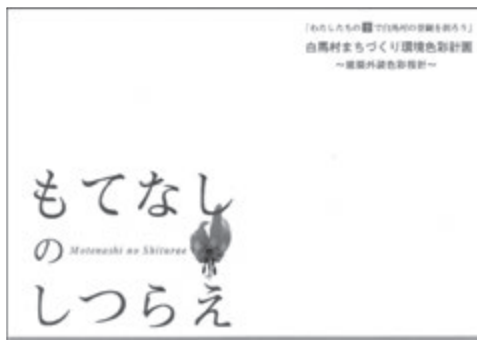 「わたしたちの目で白馬村の景観を創ろう」
白馬村まちづくり環境色彩計画
〜建築外装色彩指針〜
もてなし
の Motenashi no Shiturae
しつらえ